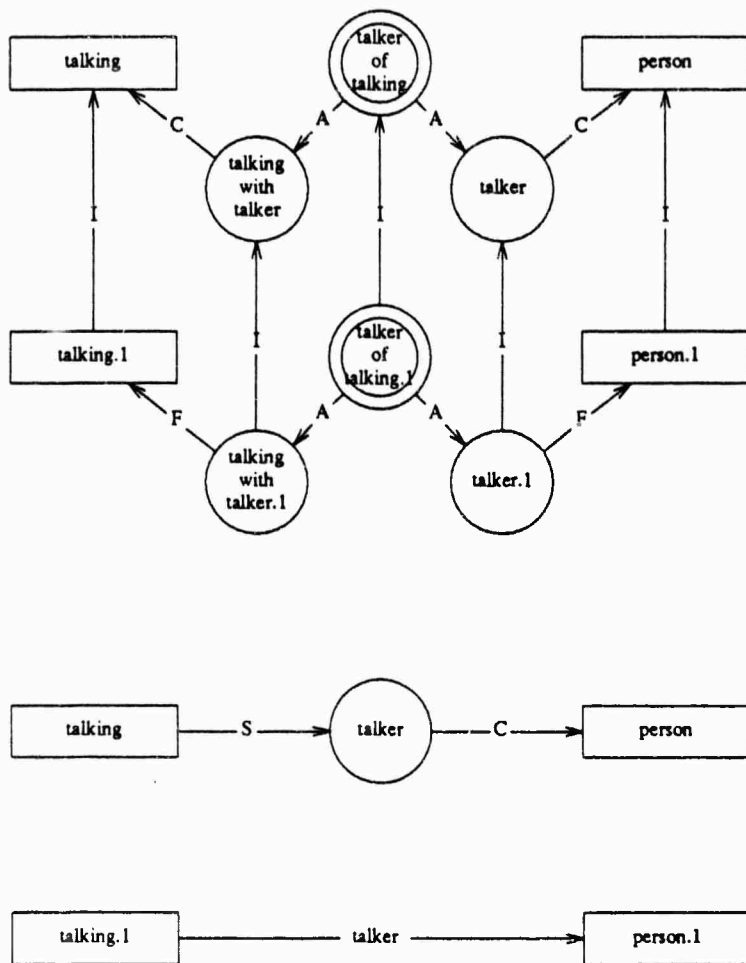 talking
talker
of
talking
person
C
A
A
C
talking
with
talker
talker
I
I
I
I
I
talking.1
talker
of
talking.1
person.1
F
A
A
F
talking
with
talker.1
talker.1
talking
S
talker
C
person
talking.1
talker
person.1